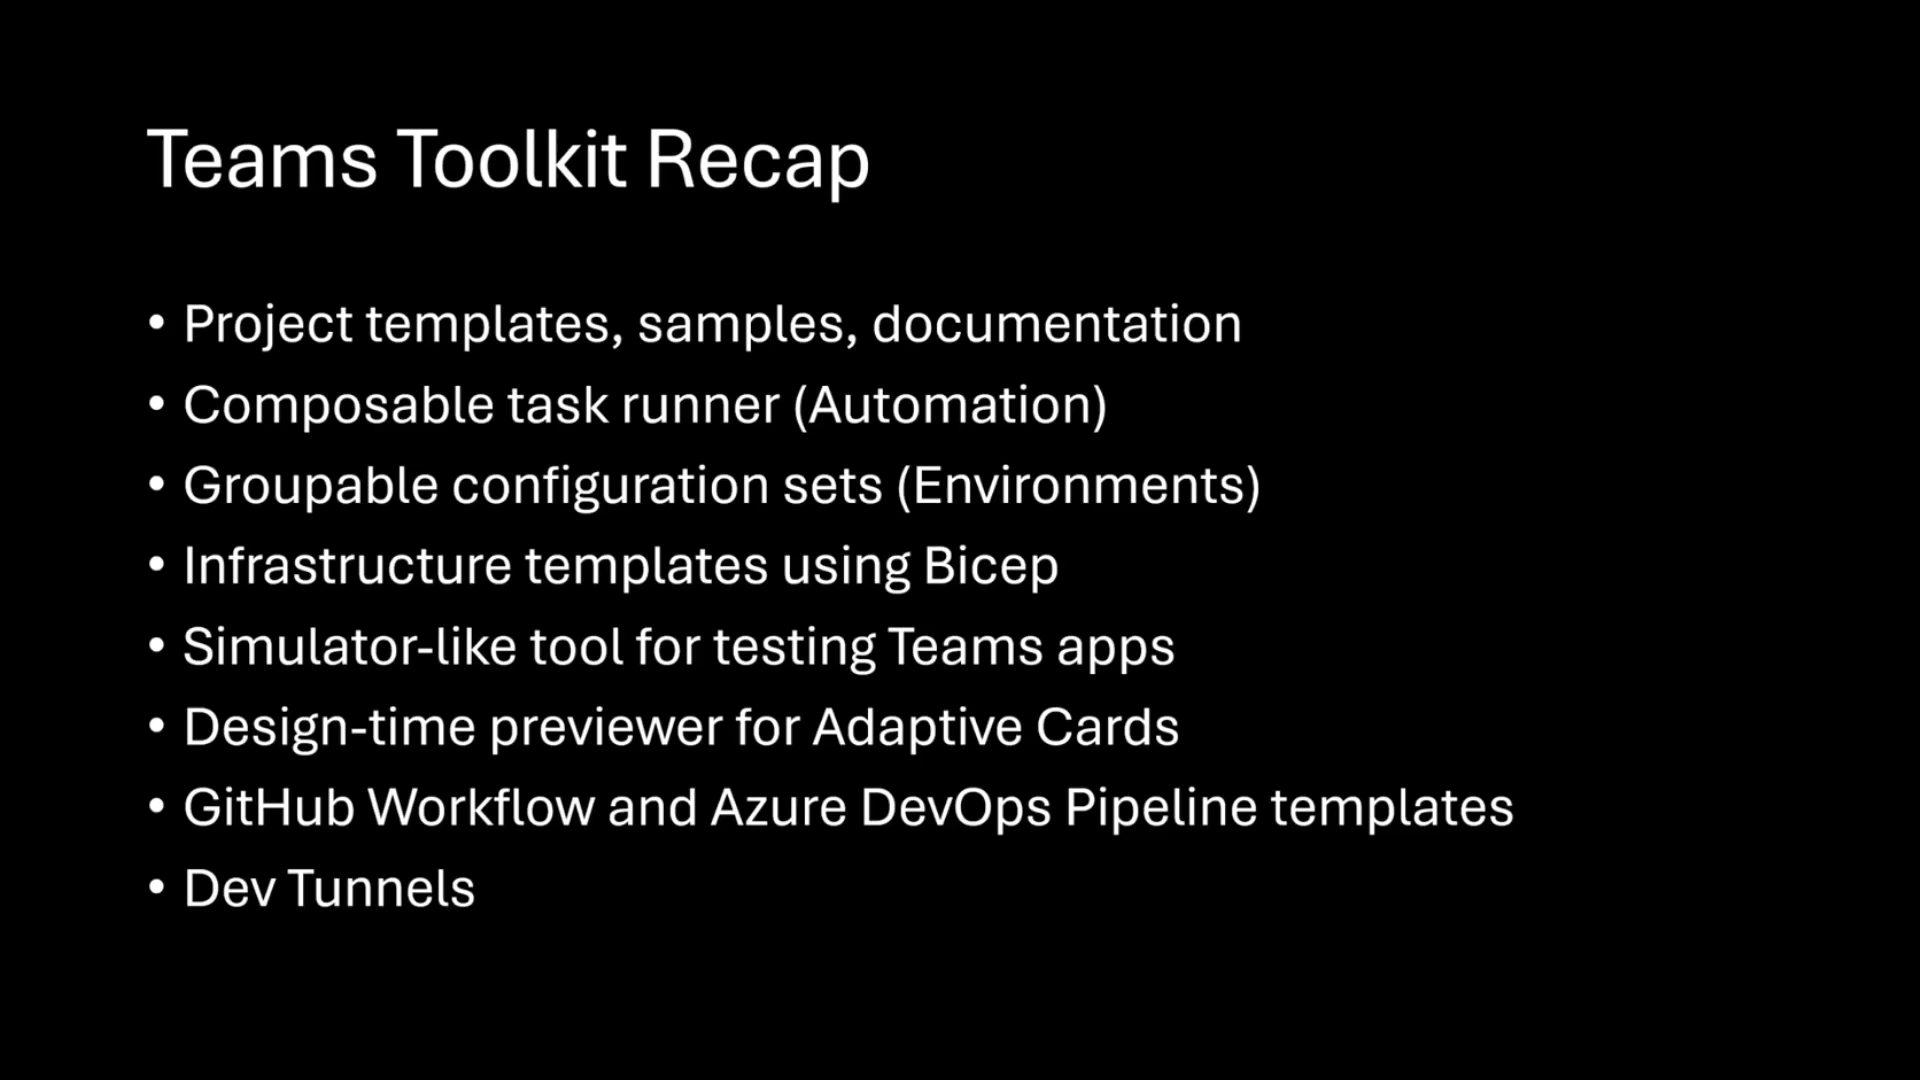 Teams Toolkit Recap
• Project templates, samples, documentation
• Composable task runner (Automation)
• Groupable configuration sets (Environments)
• Infrastructure templates using Bicep
• Simulator-like tool for testing Teams apps
• Design-time previewer for Adaptive Cards
• GitHub Workflow and Azure DevOps Pipeline templates
• Dev Tunnels